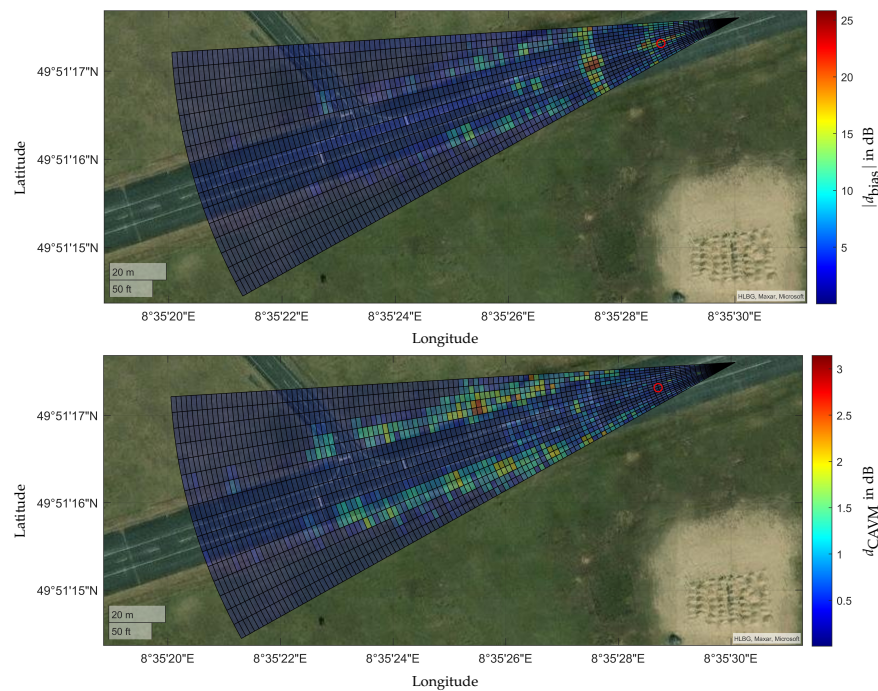 25
20
15
10
5
|d_bias| in dB
49°51'17"N
49°51'16"N
49°51'15"N
Latitude
20 m
50 ft
HLBG, Maxar, Microsoft
8°35'20"E 8°35'22"E 8°35'24"E 8°35'26"E 8°35'28"E 8°35'30"E
Longitude
3
2.5
2
1.5
1
0.5
d_CAVM in dB
49°51'17"N
49°51'16"N
49°51'15"N
Latitude
20 m
50 ft
HLBG, Maxar, Microsoft
8°35'20"E 8°35'22"E 8°35'24"E 8°35'26"E 8°35'28"E 8°35'30"E
Longitude